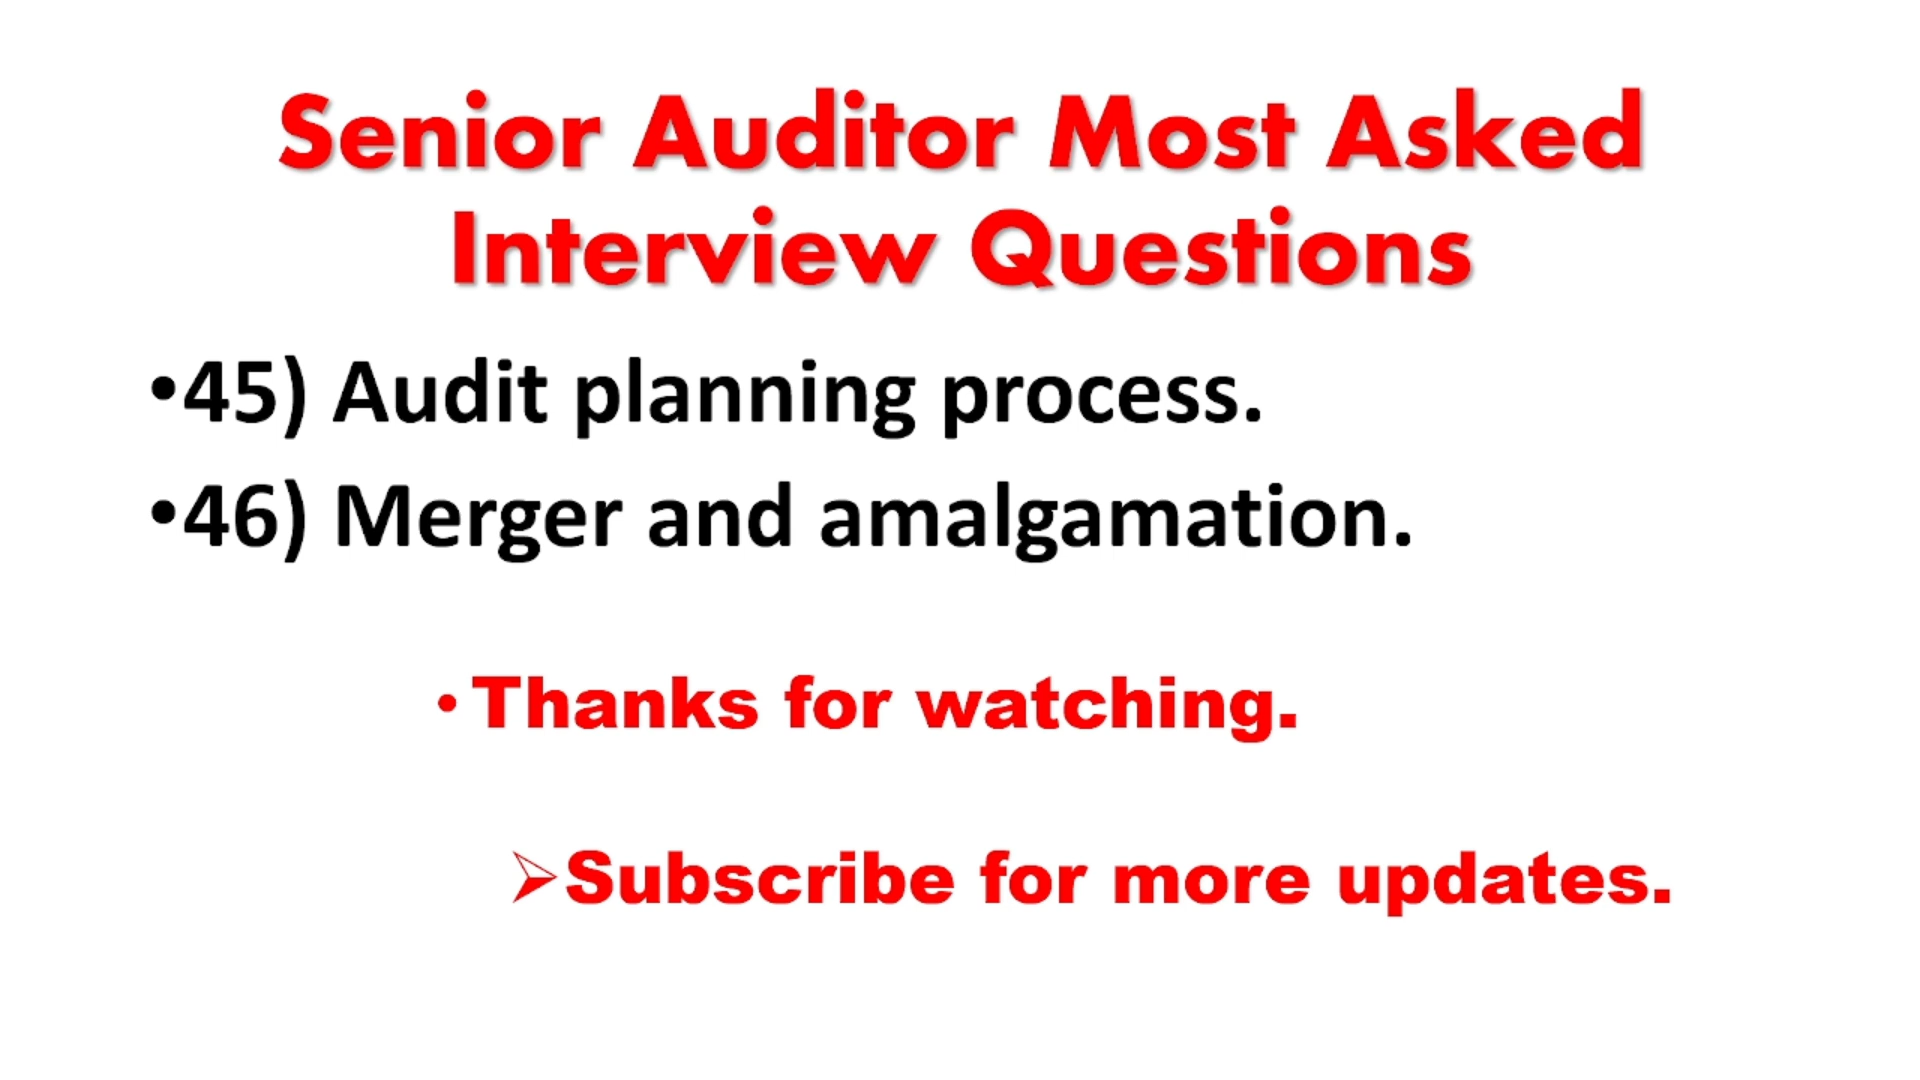 Senior Auditor Most Asked
Interview Questions
•45) Audit planning process.
•46) Merger and amalgamation.
• Thanks for watching.
➢Subscribe for more updates.